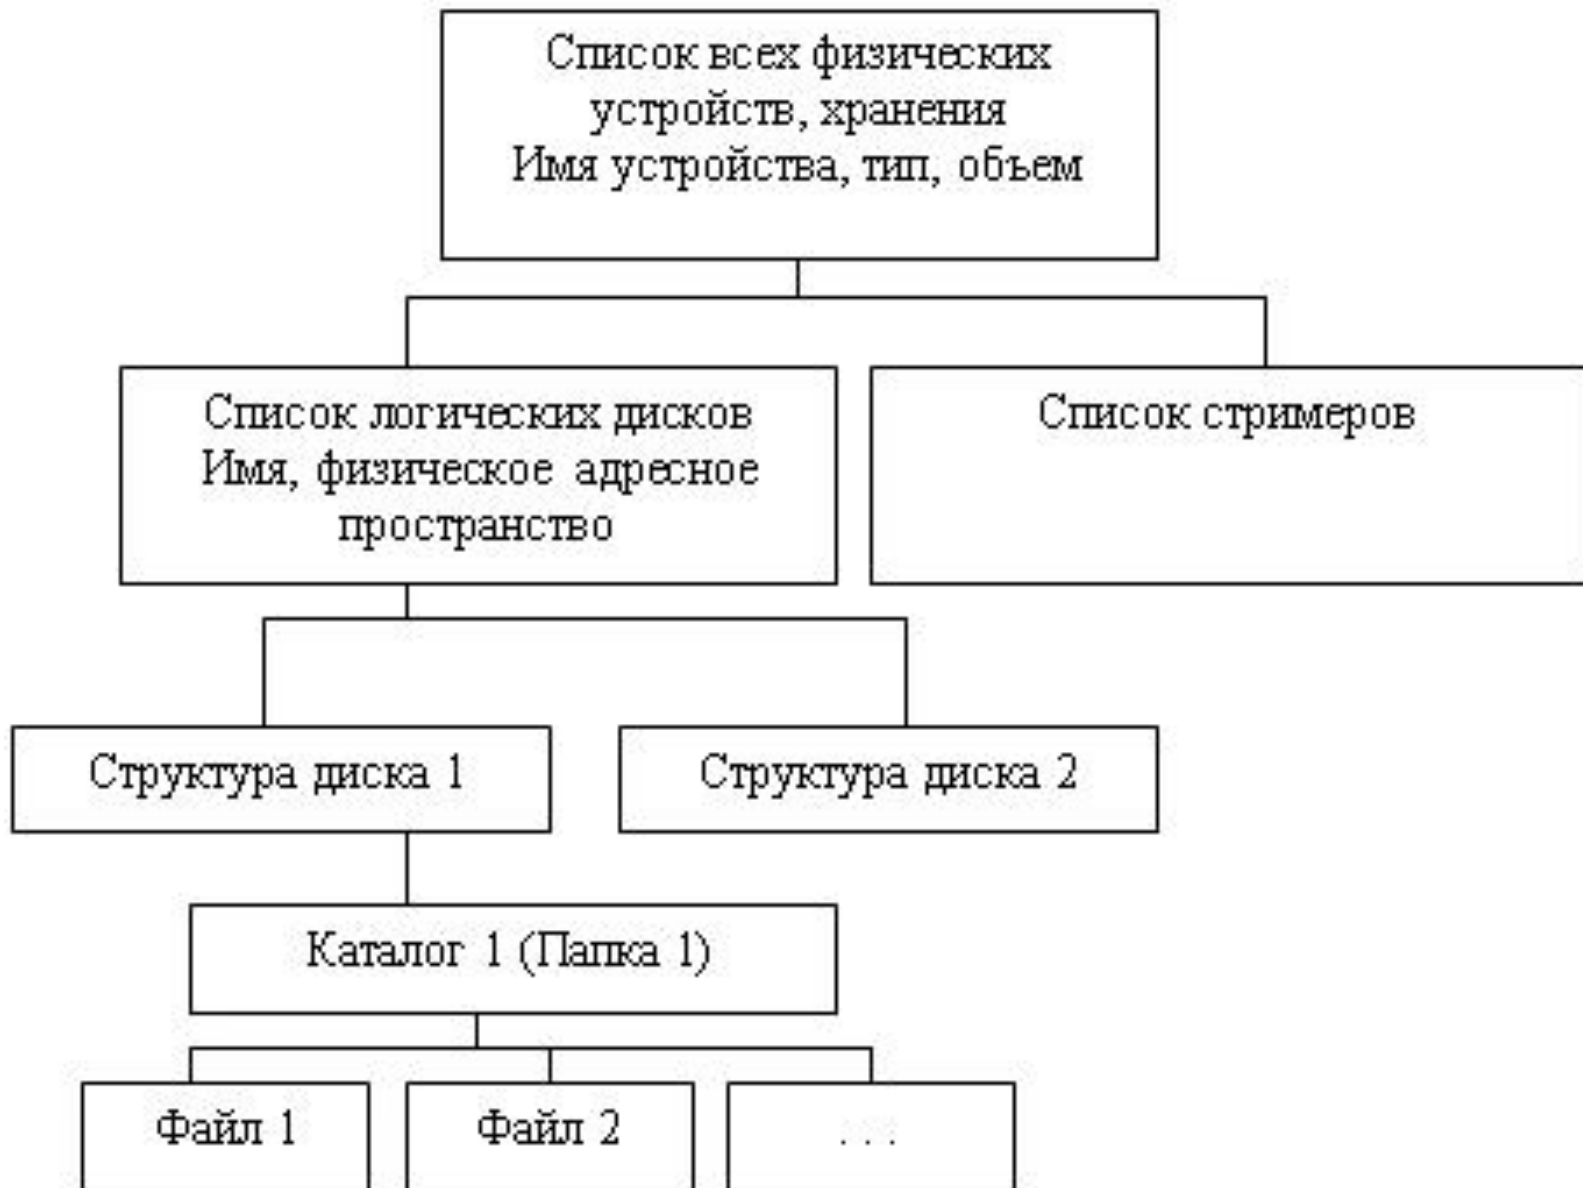 Список всех физических
устройств, хранения
Имя устройства, тип, объем
Список логических дисков
Имя, физическое адресное
пространство
Список стримеров
Структура диска 1
Структура диска 2
Каталог 1 (Папка 1)
Файл 1
Файл 2
. . .